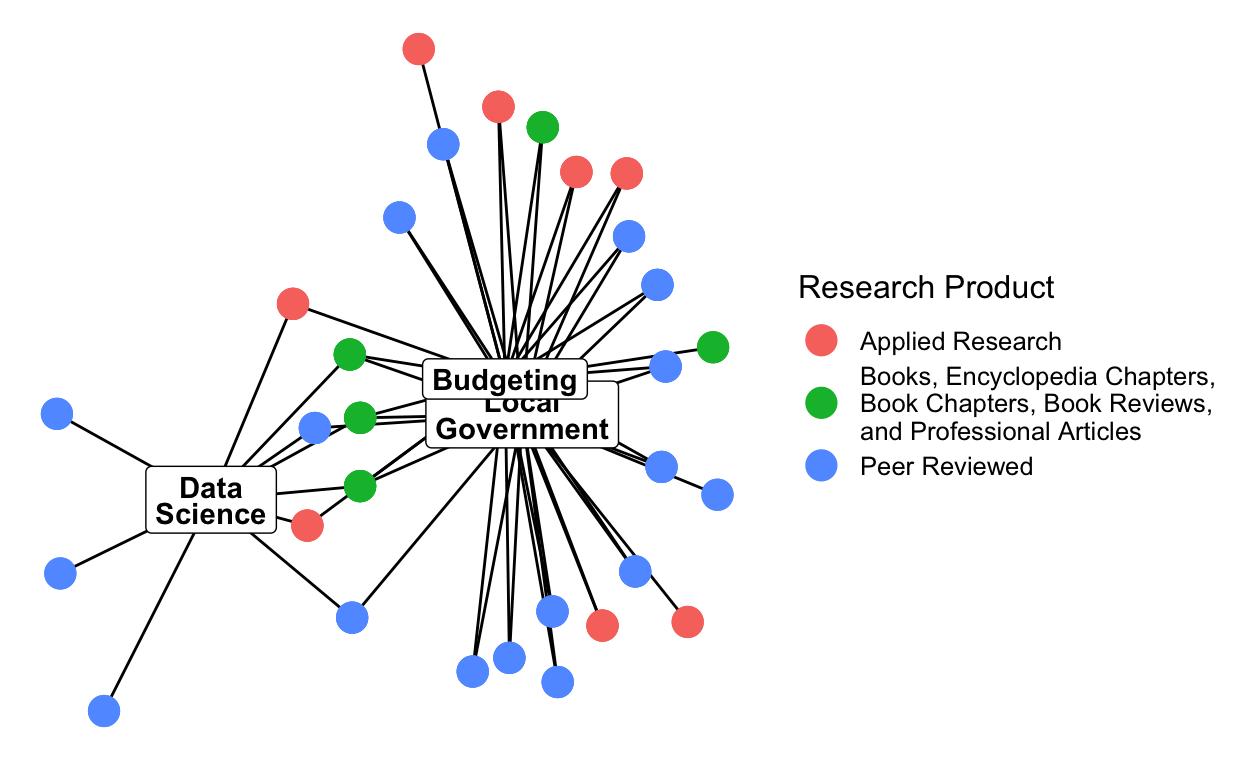 Budgeting
Local
Government
Data
Science
Research Product
Applied Research
Books, Encyclopedia Chapters,
Book Chapters, Book Reviews,
and Professional Articles
Peer Reviewed